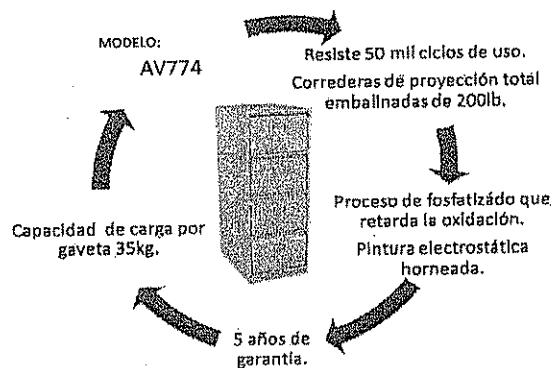 MODELO:
AV774
Resiste 50 mil ciclos de uso.
Correderas de proyección total
embalinadas de 200lb.
Proceso de fosfatizado que
retarda la oxidación.
Pintura electrostática
horneada.
5 años de
garantía.
Capacidad de carga por
gaveta 35kg.